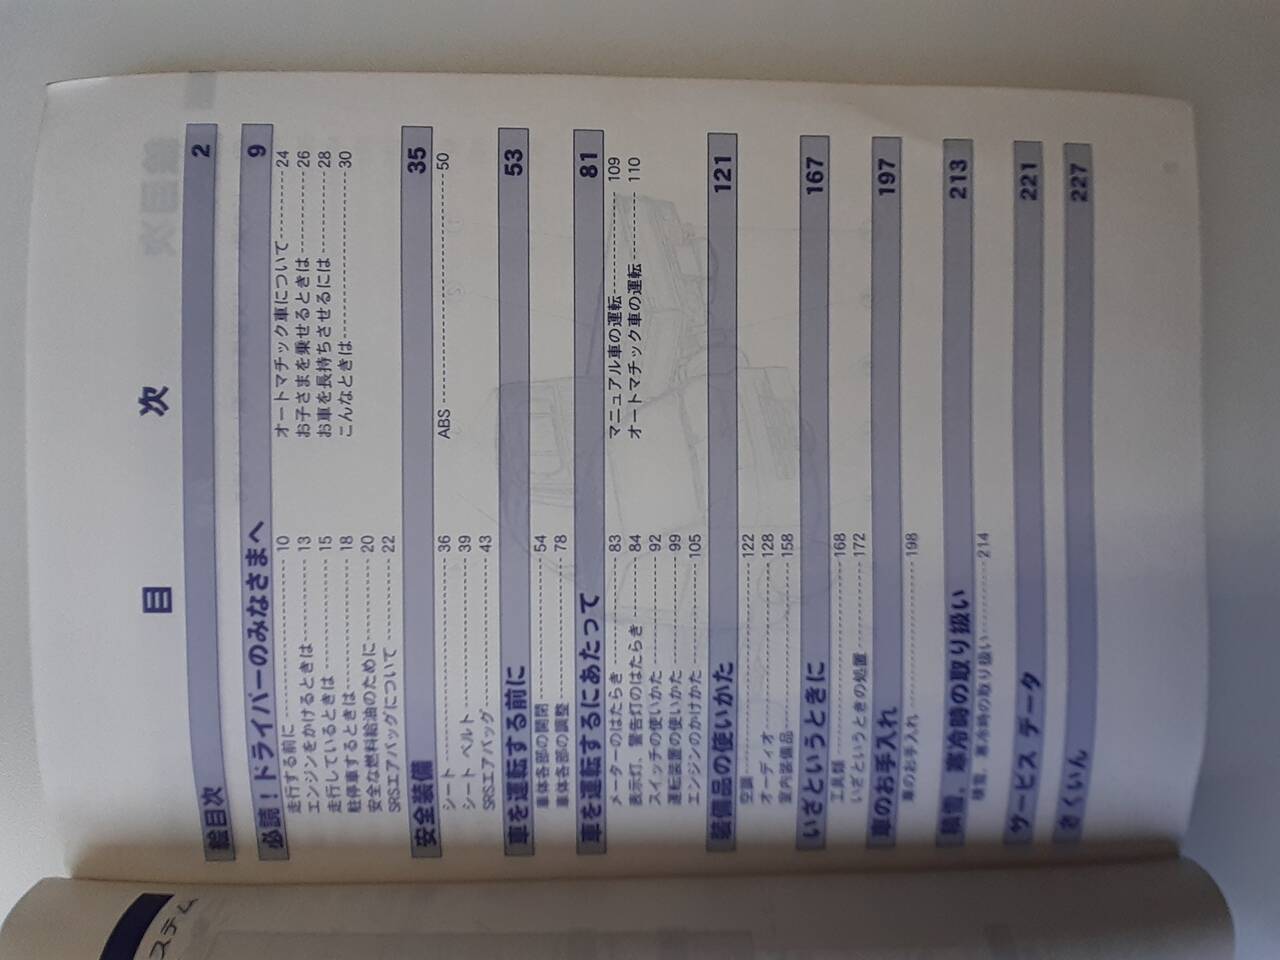 目 次
絵目次 2
必読！ドライバーのみなさまへ 9
走行する前に 10
エンジンをかけるときは 13
走行しているときは 15
駐停車するときは 18
安全な燃料給油のために 20
SRSエアバッグについて 22
オートマチック車について 24
お子さまを乗せるときは 26
お車を長持ちさせるには 28
こんなときは 30
安全装備 35
シート 36
シート ベルト 39
SRSエアバッグ 43
ABS 50
車を運転する前に 53
車体各部の開閉 54
車体各部の調整 78
車を運転するにあたって 81
メーターのはたらき 83
表示灯、警告灯のはたらき 84
スイッチの使いかた 92
運転装置の使いかた 99
エンジンのかけかた 105
マニュアル車の運転 109
オートマチック車の運転 110
装備品の使いかた 121
空調 122
オーディオ 128
室内装備品 158
いざというときに 167
工具類 168
いざというときの処置 172
車のお手入れ 197
車のお手入れ 198
積雪、寒冷時の取り扱い 213
積雪、寒冷時の取り扱い 214
サービス データ 221
さくいん 227
ステム